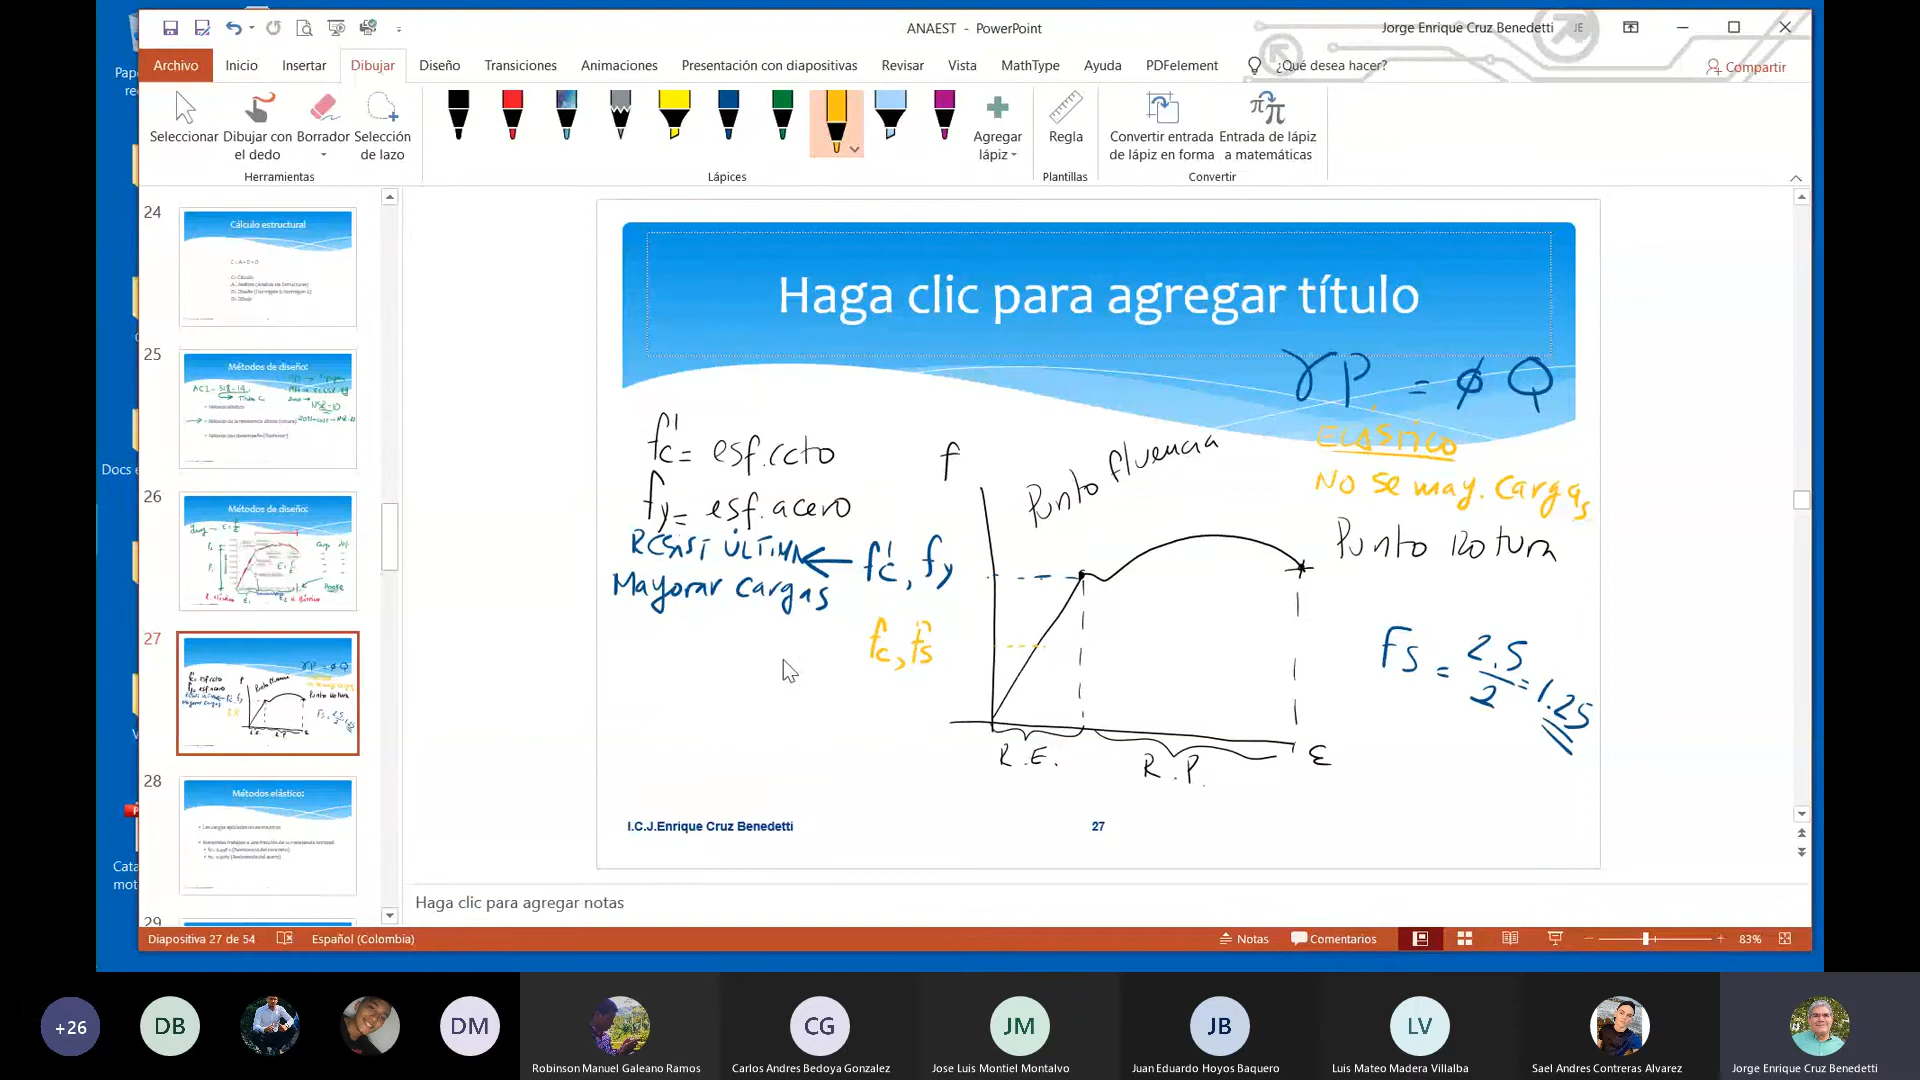 ANAEST - PowerPoint
Jorge Enrique Cruz Benedetti
JE
Archivo
Inicio
Insertar
Dibujar
Diseño
Transiciones
Animaciones
Presentación con diapositivas
Revisar
Vista
MathType
Ayuda
PDFelement
¿Qué desea hacer?
Compartir
Seleccionar
Dibujar con el dedo
Borrador
Selección de lazo
Agregar lápiz
Regla
Convertir entrada de lápiz en forma
Entrada de lápiz a matemáticas
Herramientas
Lápices
Plantillas
Convertir
24
Cálculo estructural
25
Métodos de diseño:
26
Métodos de diseño:
27
28
Métodos elástico:
29
Docs e
Cata
mot
Haga clic para agregar título
γP = φ Q
f'c = esf.ccto
fy = esf.acero
RESIST ÚLTIMA ← f'c, fy
Mayorar cargas
fc, fs
f
Punto fluencia
ELÁSTICO
No se may. cargas
Punto Rotura
Fs = 2.5/2 = 1.25
R.E.
R.P.
ε
I.C.J.Enrique Cruz Benedetti
27
Haga clic para agregar notas
Diapositiva 27 de 54
Español (Colombia)
Notas
Comentarios
83%
+26
DB
DM
CG
JM
JB
LV
Robinson Manuel Galeano Ramos
Carlos Andres Bedoya Gonzalez
Jose Luis Montiel Montalvo
Juan Eduardo Hoyos Baquero
Luis Mateo Madera Villalba
Sael Andres Contreras Alvarez
Jorge Enrique Cruz Benedetti